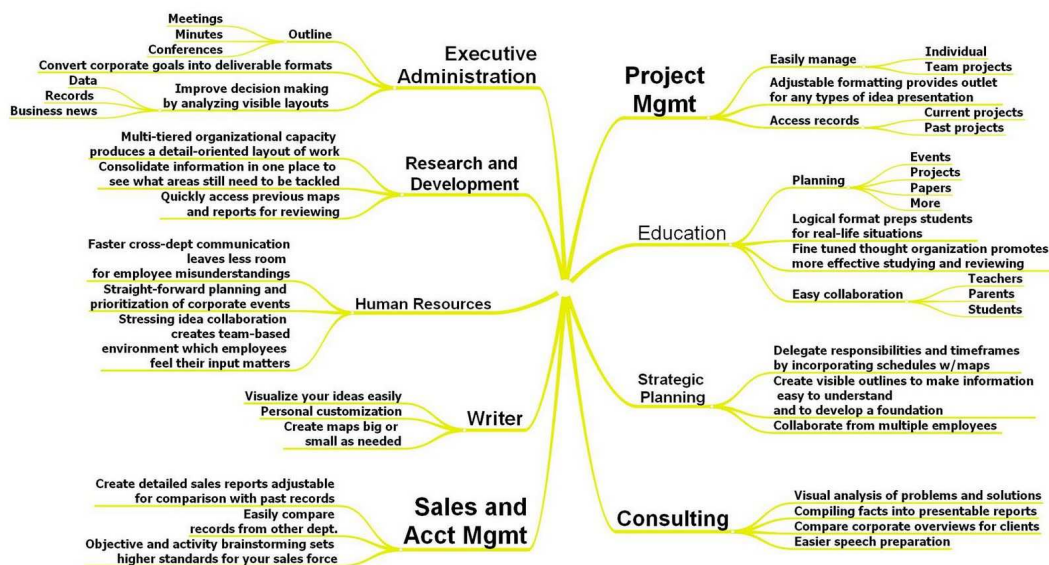 Meetings
Minutes
Conferences
Outline
Convert corporate goals into deliverable formats
Data
Records
Business news
Improve decision making
by analyzing visible layouts
Executive
Administration
Multi-tiered organizational capacity
produces a detail-oriented layout of work
Consolidate information in one place to
see what areas still need to be tackled
Quickly access previous maps
and reports for reviewing
Research and
Development
Faster cross-dept communication
leaves less room
for employee misunderstandings
Straight-forward planning and
prioritization of corporate events
Stressing idea collaboration
creates team-based
environment which employees
feel their input matters
Human Resources
Visualize your ideas easily
Personal customization
Create maps big or
small as needed
Writer
Create detailed sales reports adjustable
for comparison with past records
Easily compare
records from other dept.
Objective and activity brainstorming sets
higher standards for your sales force
Sales and
Acct Mgmt
Project
Mgmt
Easily manage
Individual
Team projects
Adjustable formatting provides outlet
for any types of idea presentation
Access records
Current projects
Past projects
Education
Planning
Events
Projects
Papers
More
Logical format preps students
for real-life situations
Fine tuned thought organization promotes
more effective studying and reviewing
Easy collaboration
Teachers
Parents
Students
Strategic
Planning
Delegate responsibilities and timeframes
by incorporating schedules w/maps
Create visible outlines to make information
easy to understand
and to develop a foundation
Collaborate from multiple employees
Consulting
Visual analysis of problems and solutions
Compiling facts into presentable reports
Compare corporate overviews for clients
Easier speech preparation